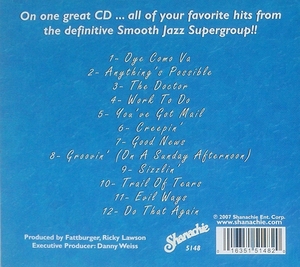 On one great CD ... all of your favorite hits from
the definitive Smooth Jazz Supergroup!!
1- Oye Como Va
2- Anything's Possible
3- The Doctor
4- Work To Do
5- You've Got Mail
6- Creepin'
7- Good News
8- Groovin' (On A Sunday Afternoon)
9- Sizzlin'
10- Trail Of Tears
11- Evil Ways
12- Do That Again
Produced by Fattburger, Ricky Lawson
Executive Producer: Danny Weiss
Shanachie
5148
© 2007 Shanachie Ent. Corp.
www.shanachie.com
16351 51482